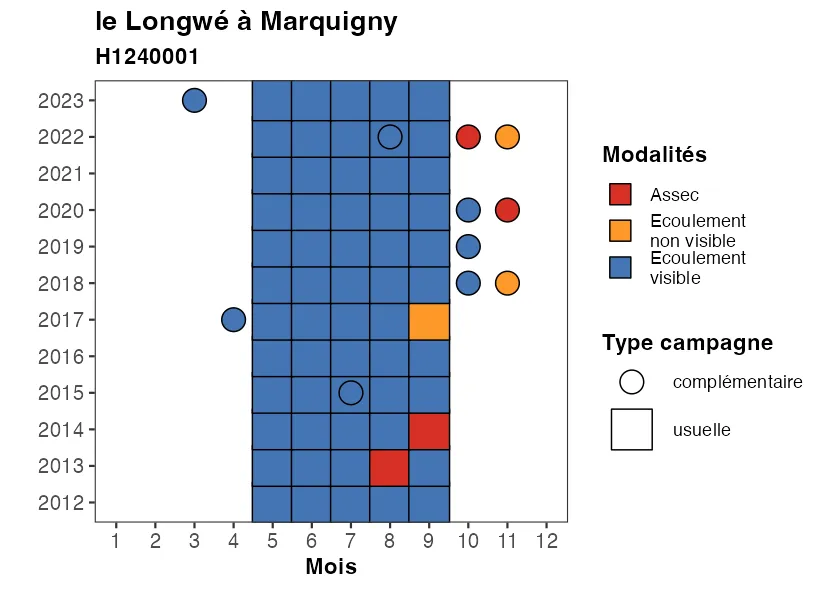 le Longwé à Marquigny
H1240001
2023
2022
2021
2020
2019
2018
2017
2016
2015
2014
2013
2012
1 2 3 4 5 6 7 8 9 10 11 12
Mois
Modalités
Assec
Ecoulement
non visible
Ecoulement
visible
Type campagne
complémentaire
usuelle